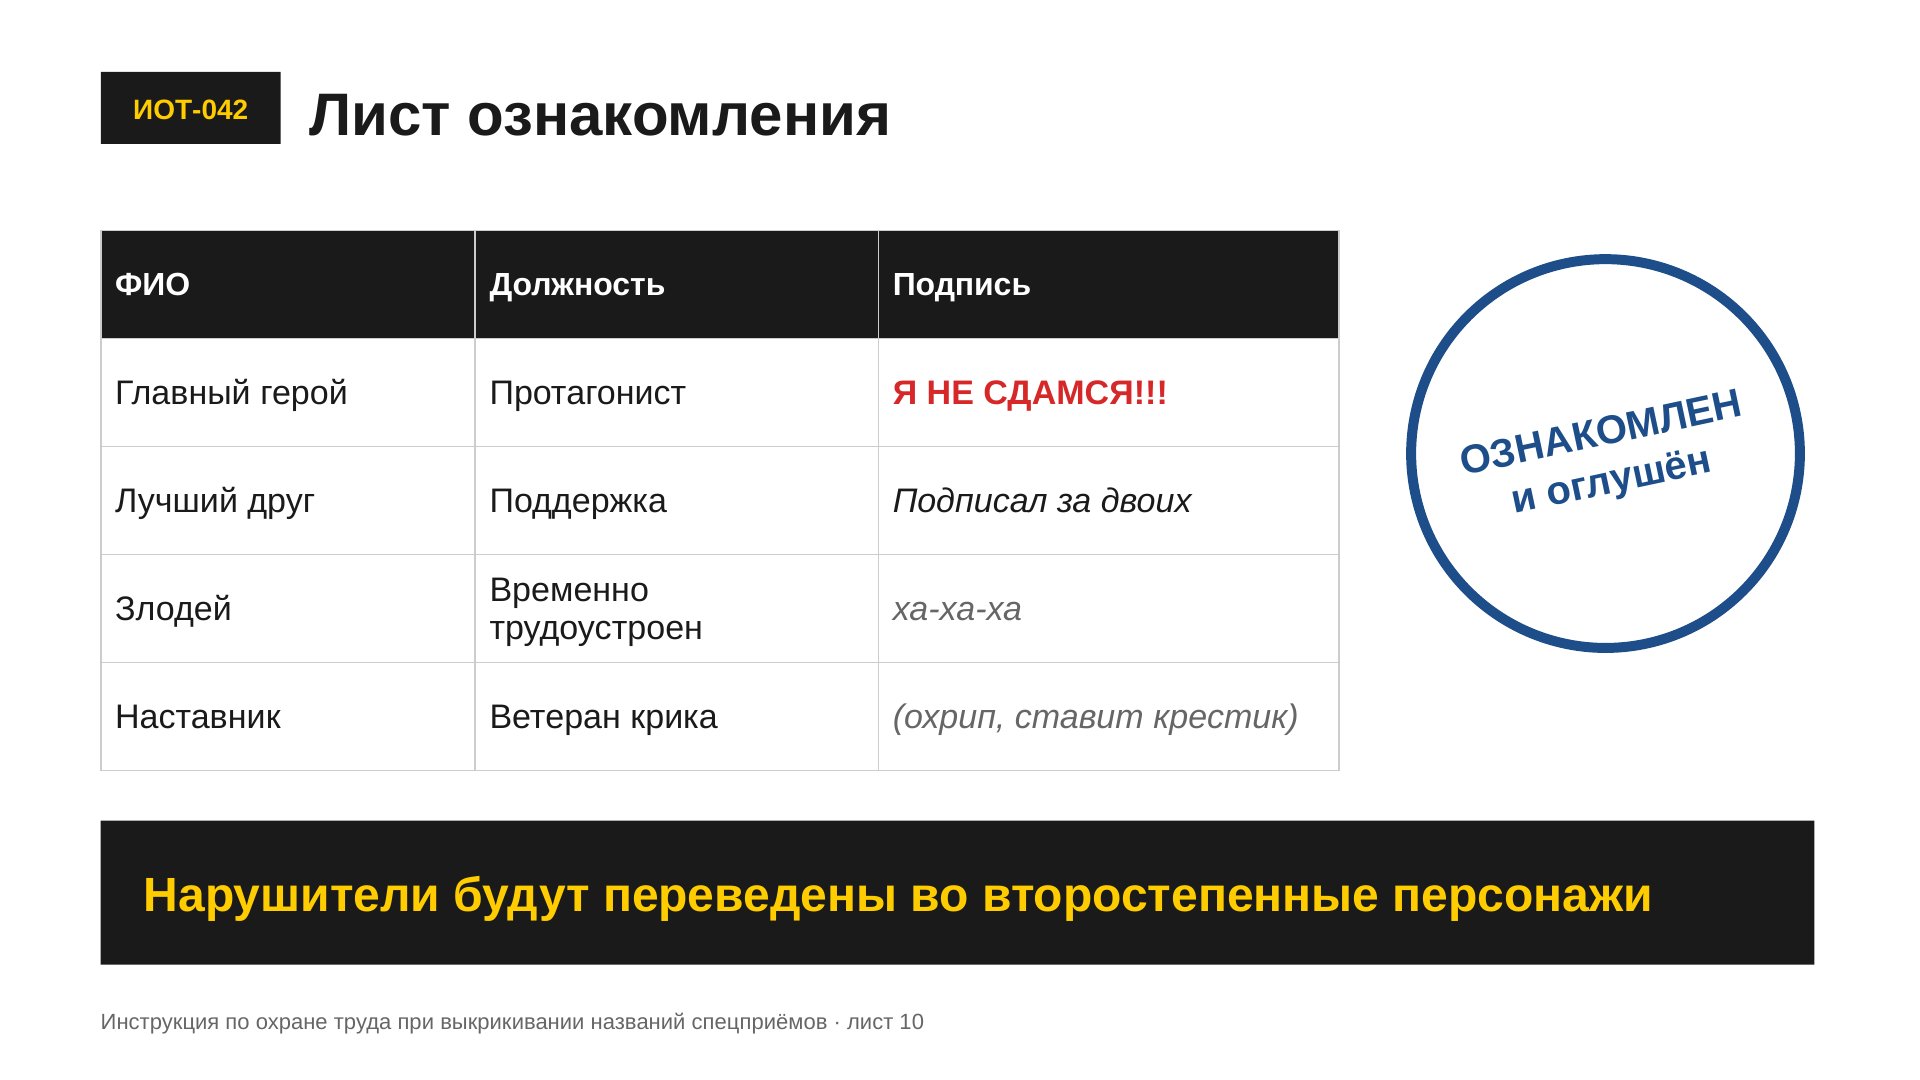 ИОТ-042
Лист ознакомления
ФИО
Должность
Подпись
Главный герой
Протагонист
Я НЕ СДАМСЯ!!!
Лучший друг
Поддержка
Подписал за двоих
Злодей
Временно
трудоустроен
ха-ха-ха
Наставник
Ветеран крика
(охрип, ставит крестик)
ОЗНАКОМЛЕН
и оглушён
Нарушители будут переведены во второстепенные персонажи
Инструкция по охране труда при выкрикивании названий спецприёмов · лист 10